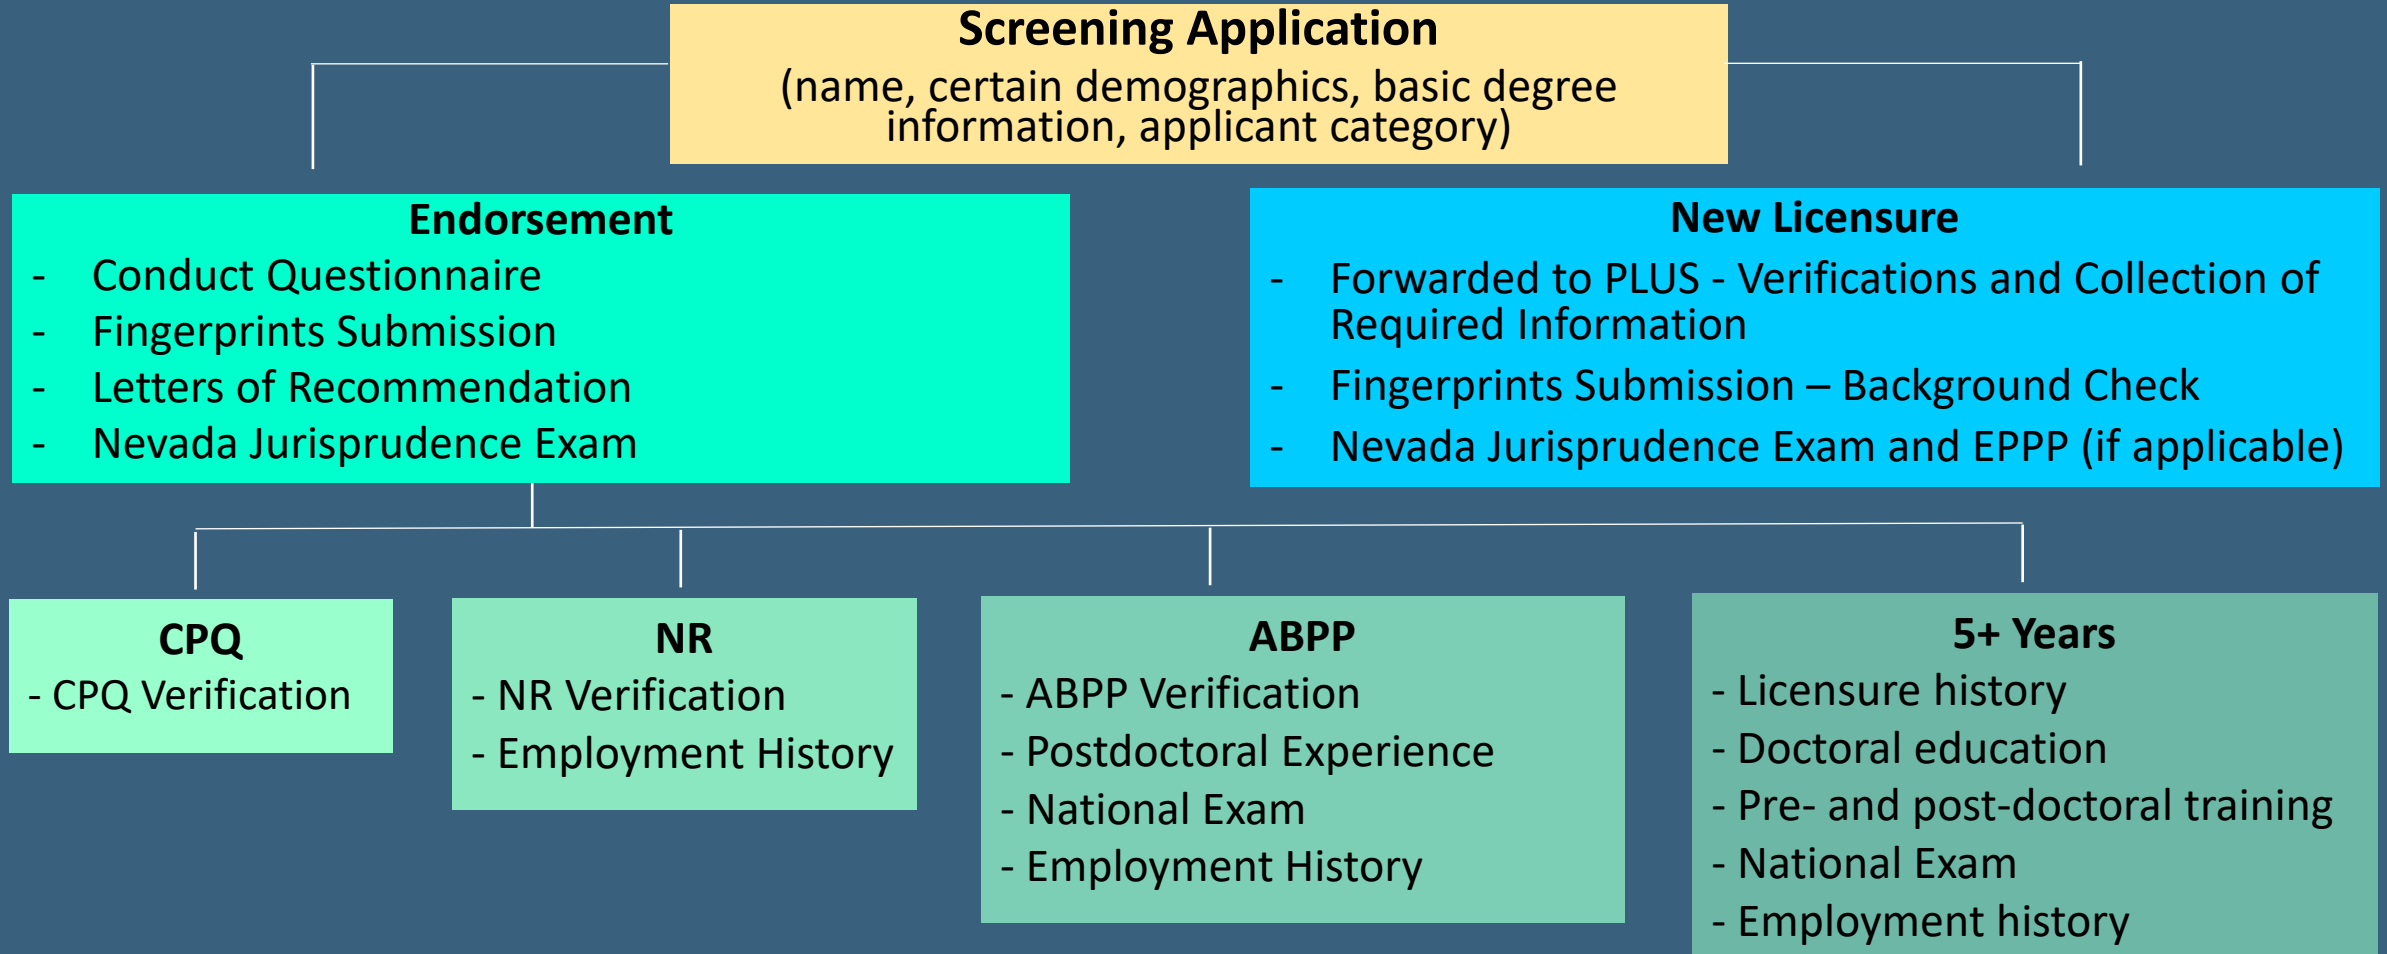 Screening Application
(name, certain demographics, basic degree
information, applicant category)
Endorsement
- Conduct Questionnaire
- Fingerprints Submission
- Letters of Recommendation
- Nevada Jurisprudence Exam
New Licensure
- Forwarded to PLUS - Verifications and Collection of
Required Information
- Fingerprints Submission – Background Check
- Nevada Jurisprudence Exam and EPPP (if applicable)
CPQ
- CPQ Verification
NR
- NR Verification
- Employment History
ABPP
- ABPP Verification
- Postdoctoral Experience
- National Exam
- Employment History
5+ Years
- Licensure history
- Doctoral education
- Pre- and post-doctoral training
- National Exam
- Employment history